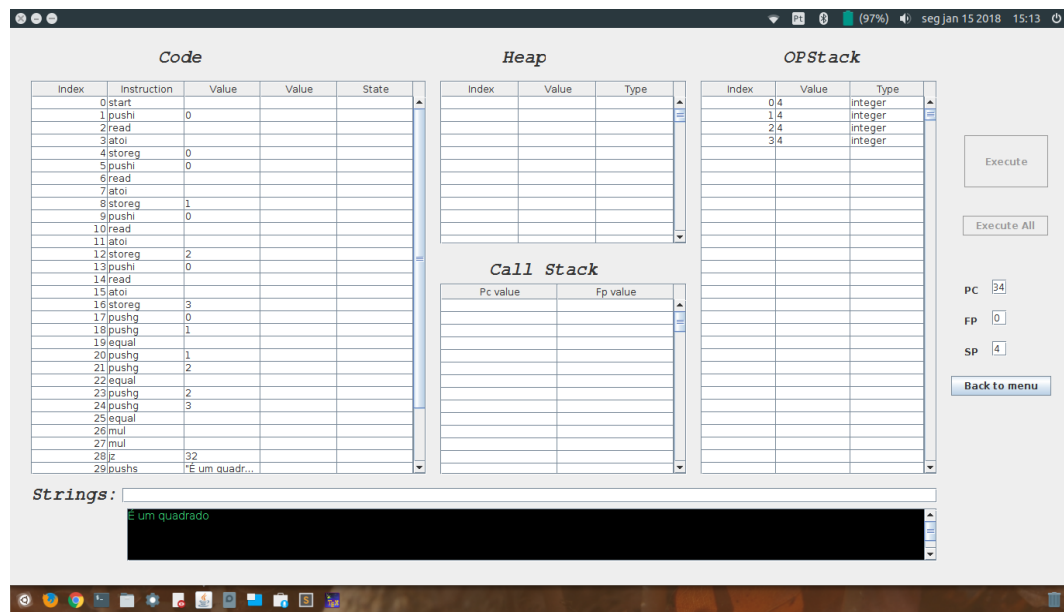 Pt (97%) seg jan 15 2018 15:13
Code Heap OPStack
Index Instruction Value Value State
0 start
1 pushi 0
2 read
3 atoi
4 storeg 0
5 pushi 0
6 read
7 atoi
8 storeg 1
9 pushi 0
10 read
11 atoi
12 storeg 2
13 pushi 0
14 read
15 atoi
16 storeg 3
17 pushg 0
18 pushg 1
19 equal
20 pushg 1
21 pushg 2
22 equal
23 pushg 2
24 pushg 3
25 equal
26 mul
27 mul
28 jz 32
29 pushs "É um quadr...
Index Value Type
Call Stack
Pc value Fp value
Index Value Type
0 4 integer
1 4 integer
2 4 integer
3 4 integer
Execute
Execute All
PC 34
FP 0
SP 4
Back to menu
Strings:
É um quadrado